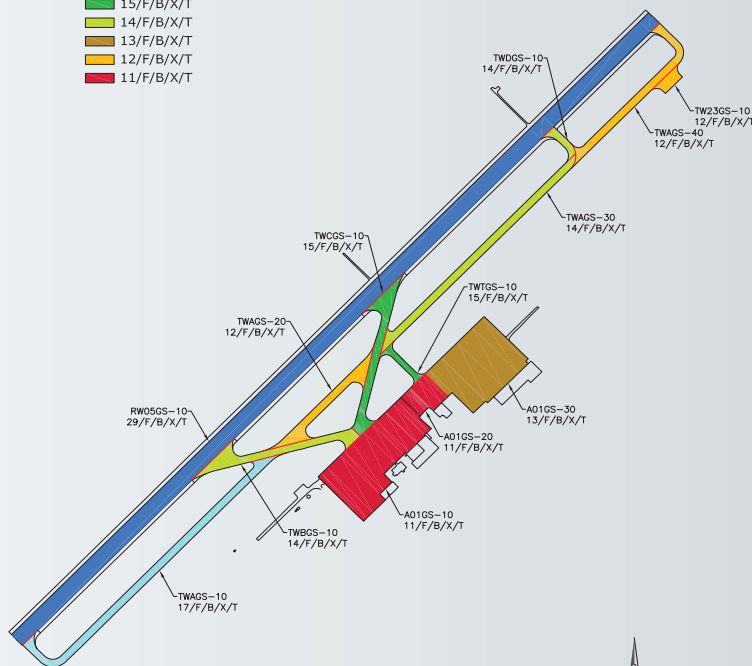 15/F/B/X/T
14/F/B/X/T
13/F/B/X/T
12/F/B/X/T
11/F/B/X/T
TWDGS-10
14/F/B/X/T
TW23GS-10
12/F/B/X/T
TWAGS-40
12/F/B/X/T
TWAGS-30
14/F/B/X/T
TWCGS-10
15/F/B/X/T
TWTGS-10
15/F/B/X/T
TWAGS-20
12/F/B/X/T
RW05GS-10
29/F/B/X/T
A01GS-30
13/F/B/X/T
A01GS-20
11/F/B/X/T
A01GS-10
11/F/B/X/T
TWBGS-10
14/F/B/X/T
TWAGS-10
17/F/B/X/T